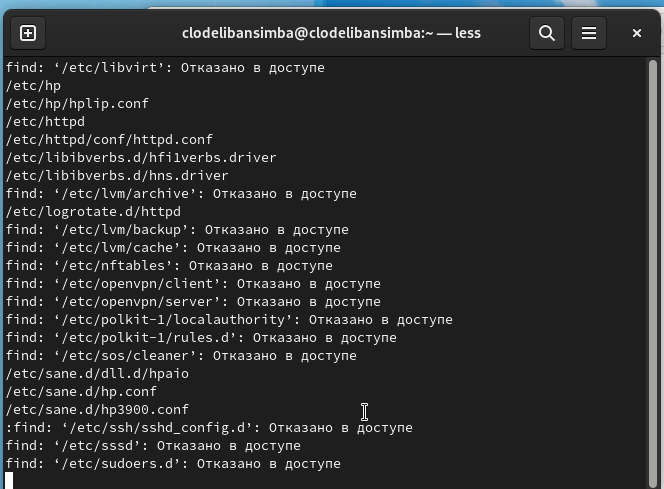 clodelibansimba@clodelibansimba:~ — less
find: ‘/etc/libvirt’: Отказано в доступе
/etc/hp
/etc/hp/hplip.conf
/etc/httpd
/etc/httpd/conf/httpd.conf
/etc/libibverbs.d/hfi1verbs.driver
/etc/libibverbs.d/hns.driver
find: ‘/etc/lvm/archive’: Отказано в доступе
/etc/logrotate.d/httpd
find: ‘/etc/lvm/backup’: Отказано в доступе
find: ‘/etc/lvm/cache’: Отказано в доступе
find: ‘/etc/nftables’: Отказано в доступе
find: ‘/etc/openvpn/client’: Отказано в доступе
find: ‘/etc/openvpn/server’: Отказано в доступе
find: ‘/etc/polkit-1/localauthority’: Отказано в доступе
find: ‘/etc/polkit-1/rules.d’: Отказано в доступе
find: ‘/etc/sos/cleaner’: Отказано в доступе
/etc/sane.d/dll.d/hpaio
/etc/sane.d/hp.conf
/etc/sane.d/hp3900.conf
:find: ‘/etc/ssh/sshd_config.d’: Отказано в доступе
find: ‘/etc/sssd’: Отказано в доступе
find: ‘/etc/sudoers.d’: Отказано в доступе